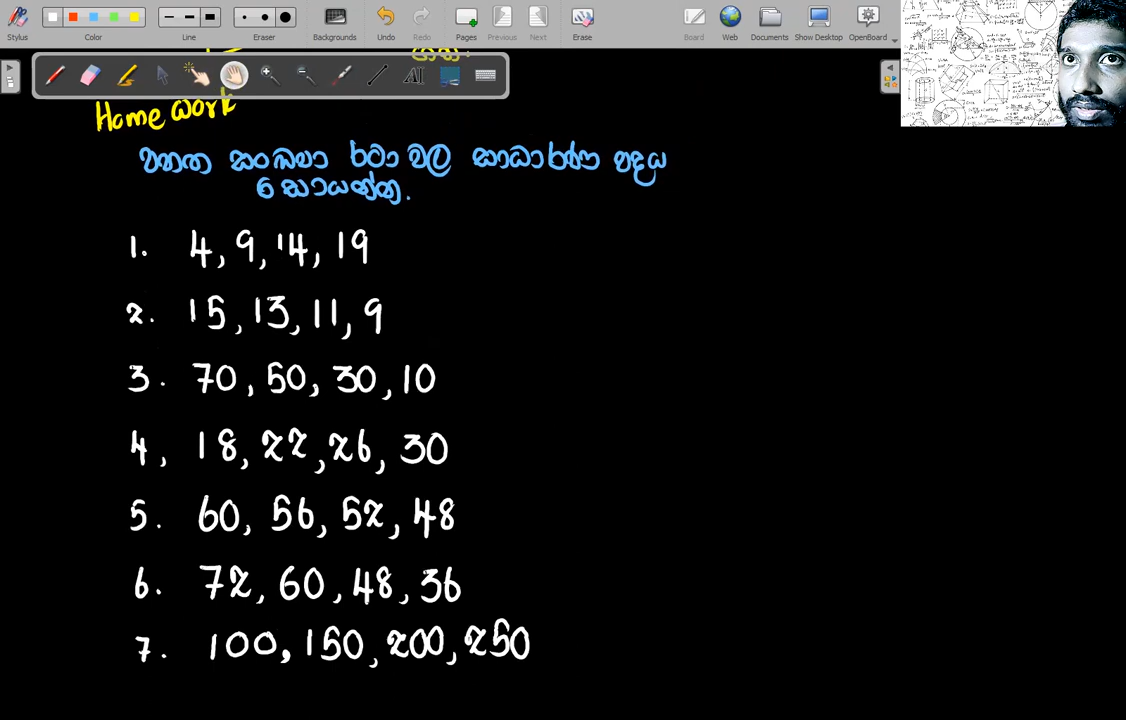 Stylus
Color
Line
Eraser
Backgrounds
Undo
Redo
Pages
Previous
Next
Erase
Board
Web
Documents
Show Desktop
OpenBoard
Home Work
පහත සංඛ්‍යා රටා වල සාධාරණ පදය
සොයන්න.
1. 4, 9, 14, 19
2. 15, 13, 11, 9
3. 70, 50, 30, 10
4, 18, 22, 26, 30
5. 60, 56, 52, 48
6. 72, 60, 48, 36
7. 100, 150, 200, 250